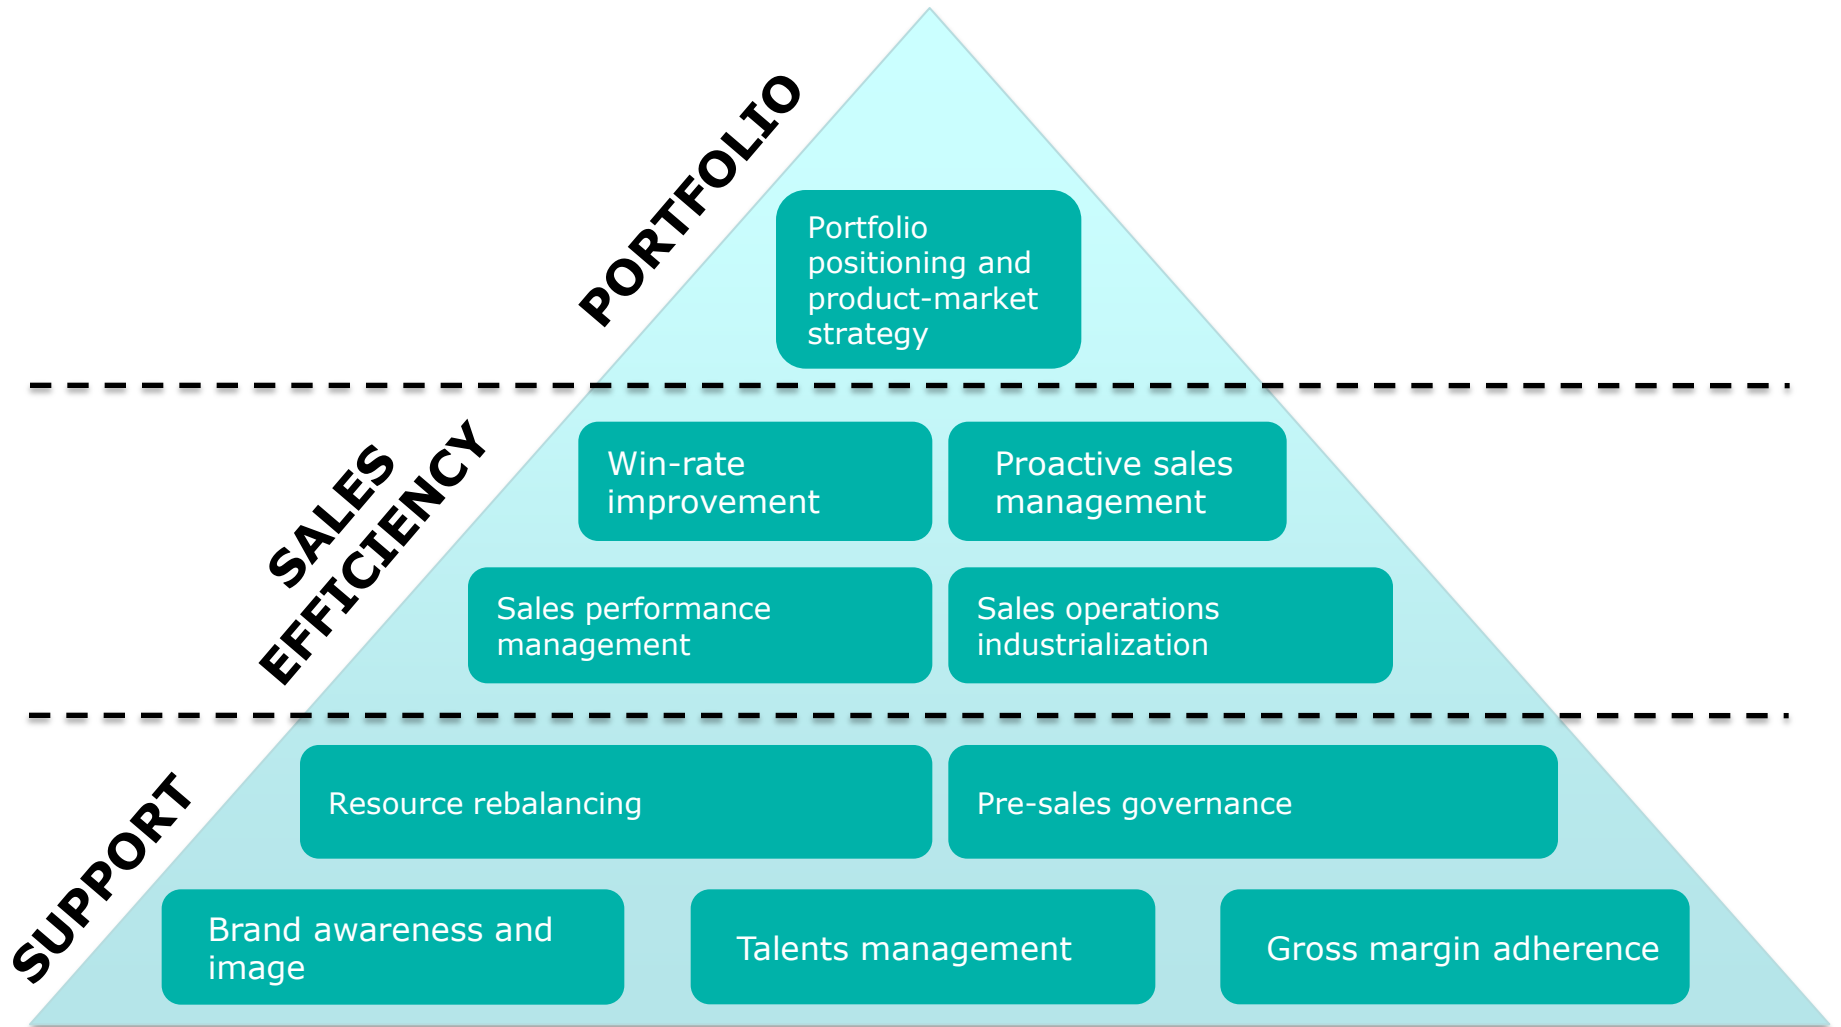 PORTFOLIO
Portfolio
positioning and
product-market
strategy
SALES
EFFICIENCY
Win-rate
improvement
Proactive sales
management
Sales performance
management
Sales operations
industrialization
SUPPORT
Resource rebalancing
Pre-sales governance
Brand awareness and
image
Talents management
Gross margin adherence